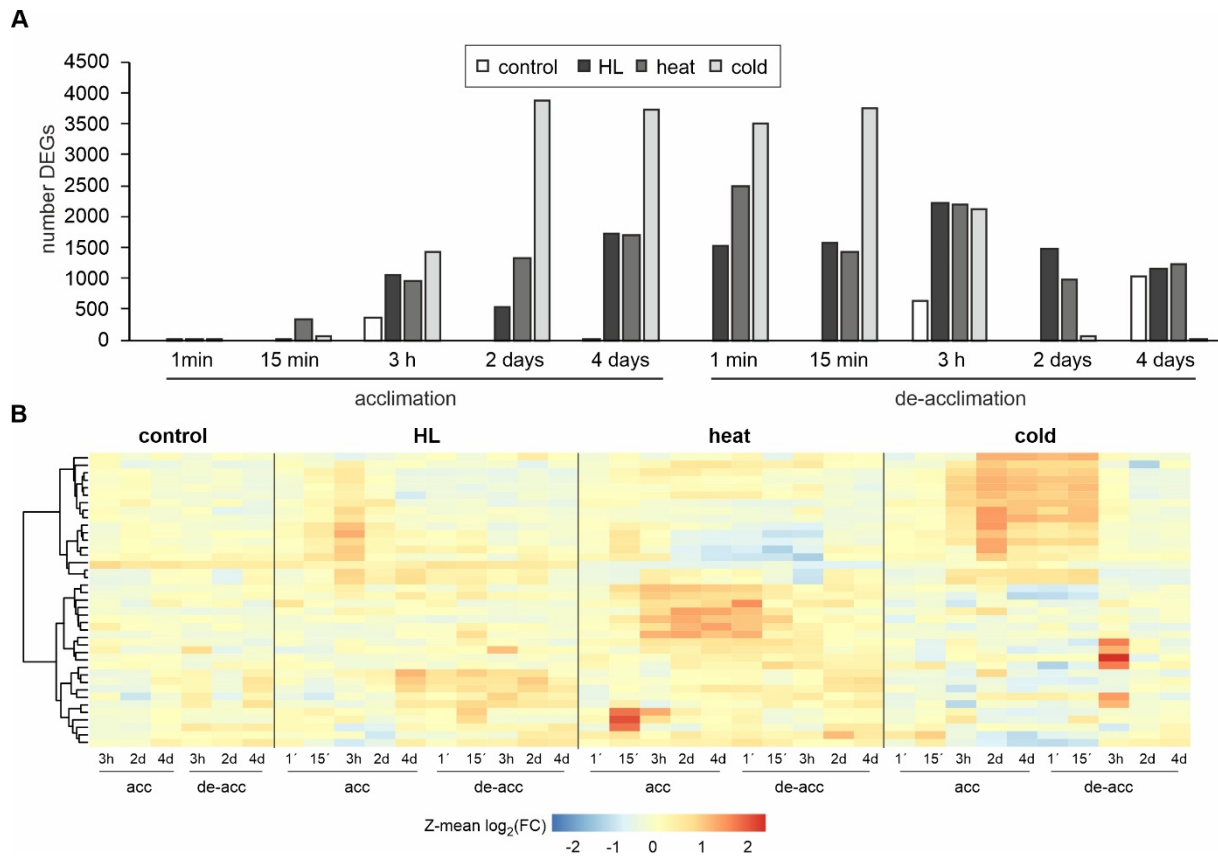 A
control HL heat cold
number DEGs
4500
4000
3500
3000
2500
2000
1500
1000
500
0
1min 15 min 3 h 2 days 4 days 1 min 15 min 3 h 2 days 4 days
acclimation de-acclimation
B
control HL heat cold
3h 2d 4d 3h 2d 4d 1´ 15´ 3h 2d 4d 1´ 15´ 3h 2d 4d 1´ 15´ 3h 2d 4d 1´ 15´ 3h 2d 4d 1´ 15´ 3h 2d 4d 1´ 15´ 3h 2d 4d
acc de-acc acc de-acc acc de-acc acc de-acc
Z-mean log2(FC)
-2 -1 0 1 2